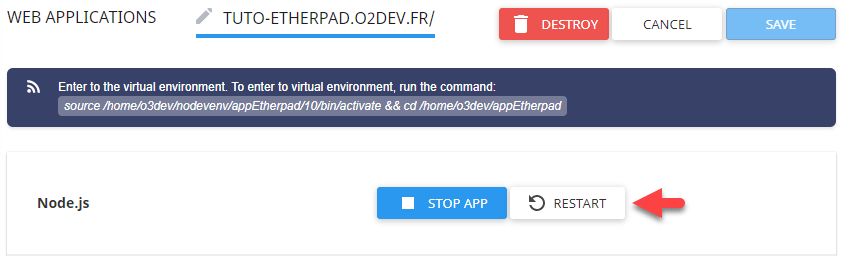 WEB APPLICATIONS TUTO-ETHERPAD.O2DEV.FR/ DESTROY CANCEL SAVE
Enter to the virtual environment. To enter to virtual environment, run the command:
source /home/o3dev/nodevenv/appEtherpad/10/bin/activate && cd /home/o3dev/appEtherpad
Node.js STOP APP RESTART